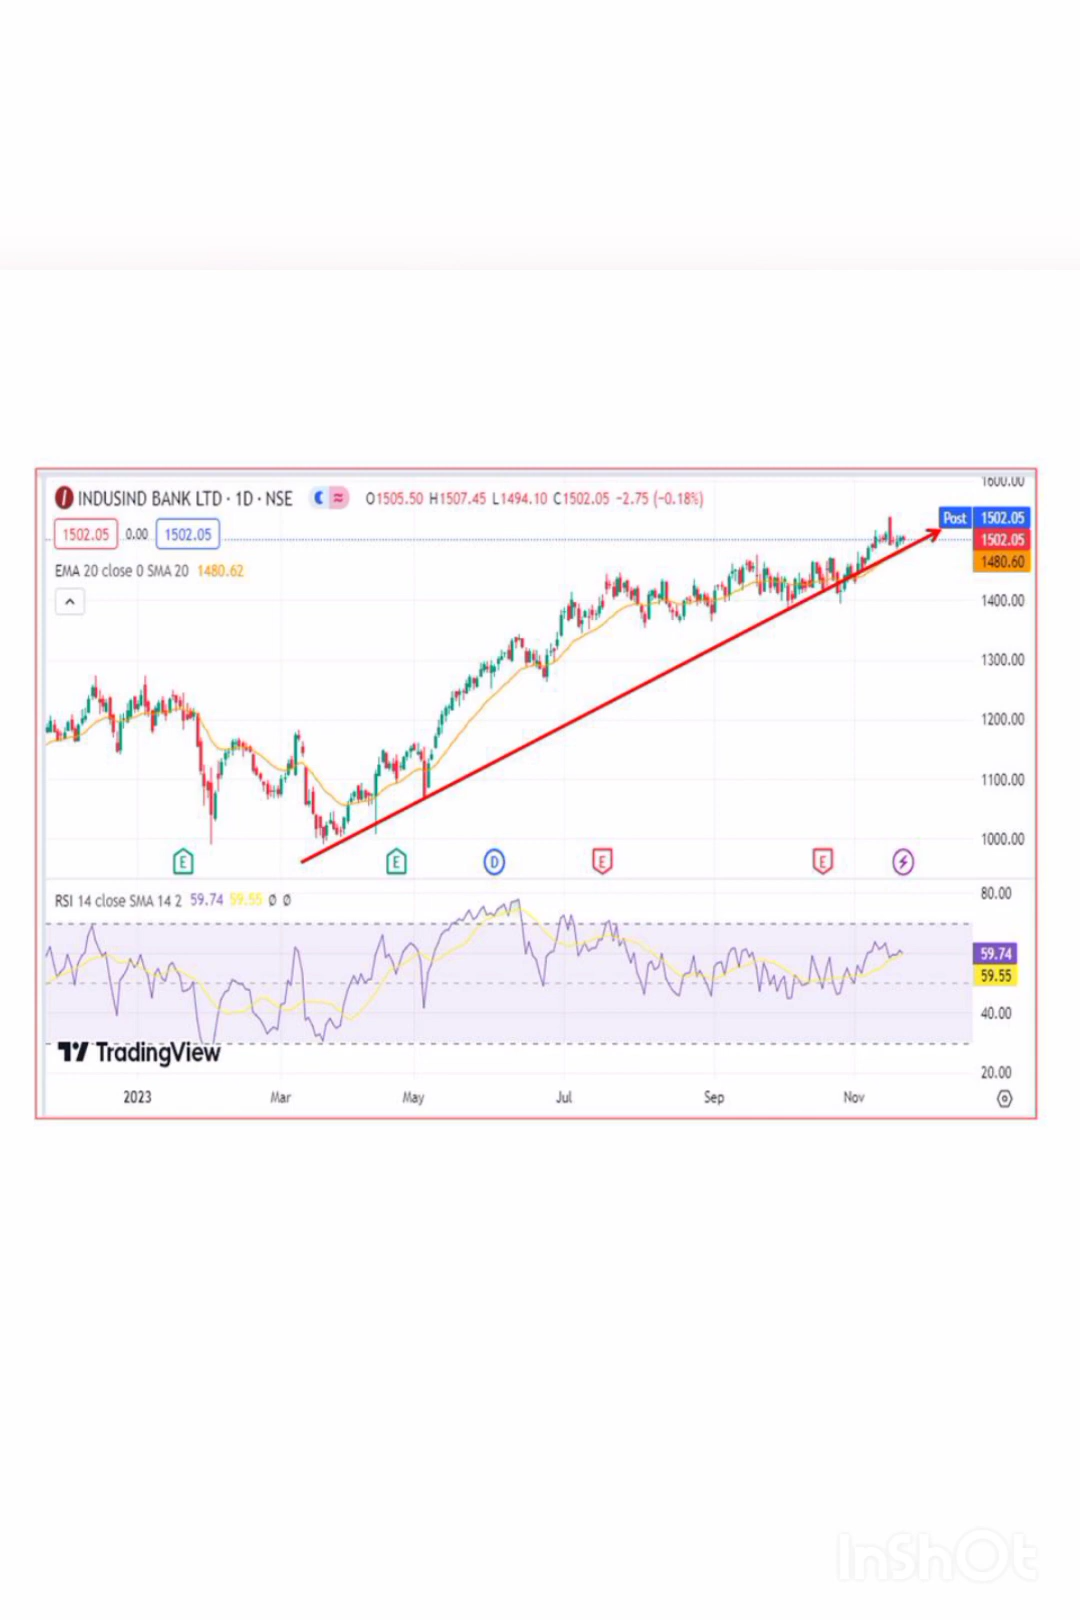 INDUSIND BANK LTD · 1D · NSE O1505.50 H1507.45 L1494.10 C1502.05 -2.75 (-0.18%)
1502.05 0.00 1502.05
EMA 20 close 0 SMA 20 1480.62
1600.00
Post 1502.05
1502.05
1480.60
1400.00
1300.00
1200.00
1100.00
1000.00
E E D E E
RSI 14 close SMA 14 2 59.74 59.55 Ø Ø
80.00
59.74
59.55
40.00
20.00
TradingView
2023 Mar May Jul Sep Nov
InShOt